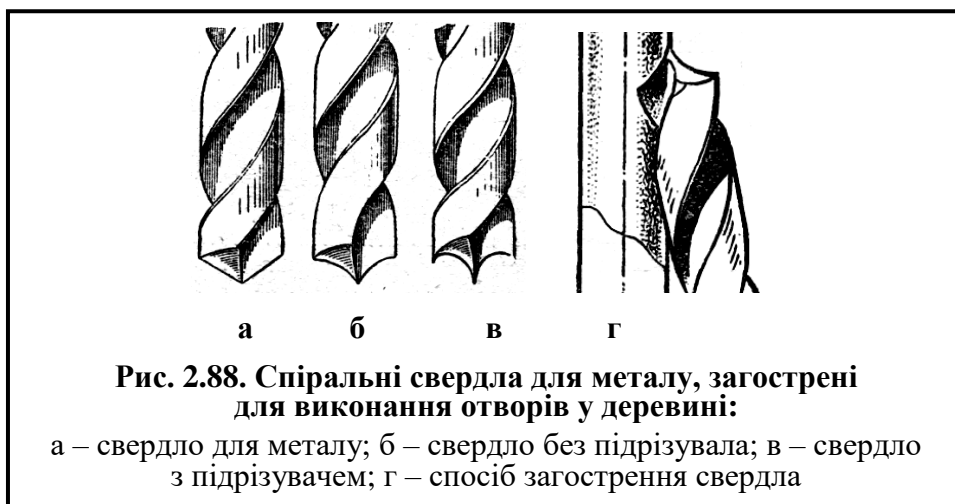 а б в г
Рис. 2.88. Спіральні свердла для металу, загострені
для виконання отворів у деревині:
а – свердло для металу; б – свердло без підрізувала; в – свердло
з підрізувачем; г – спосіб загострення свердла